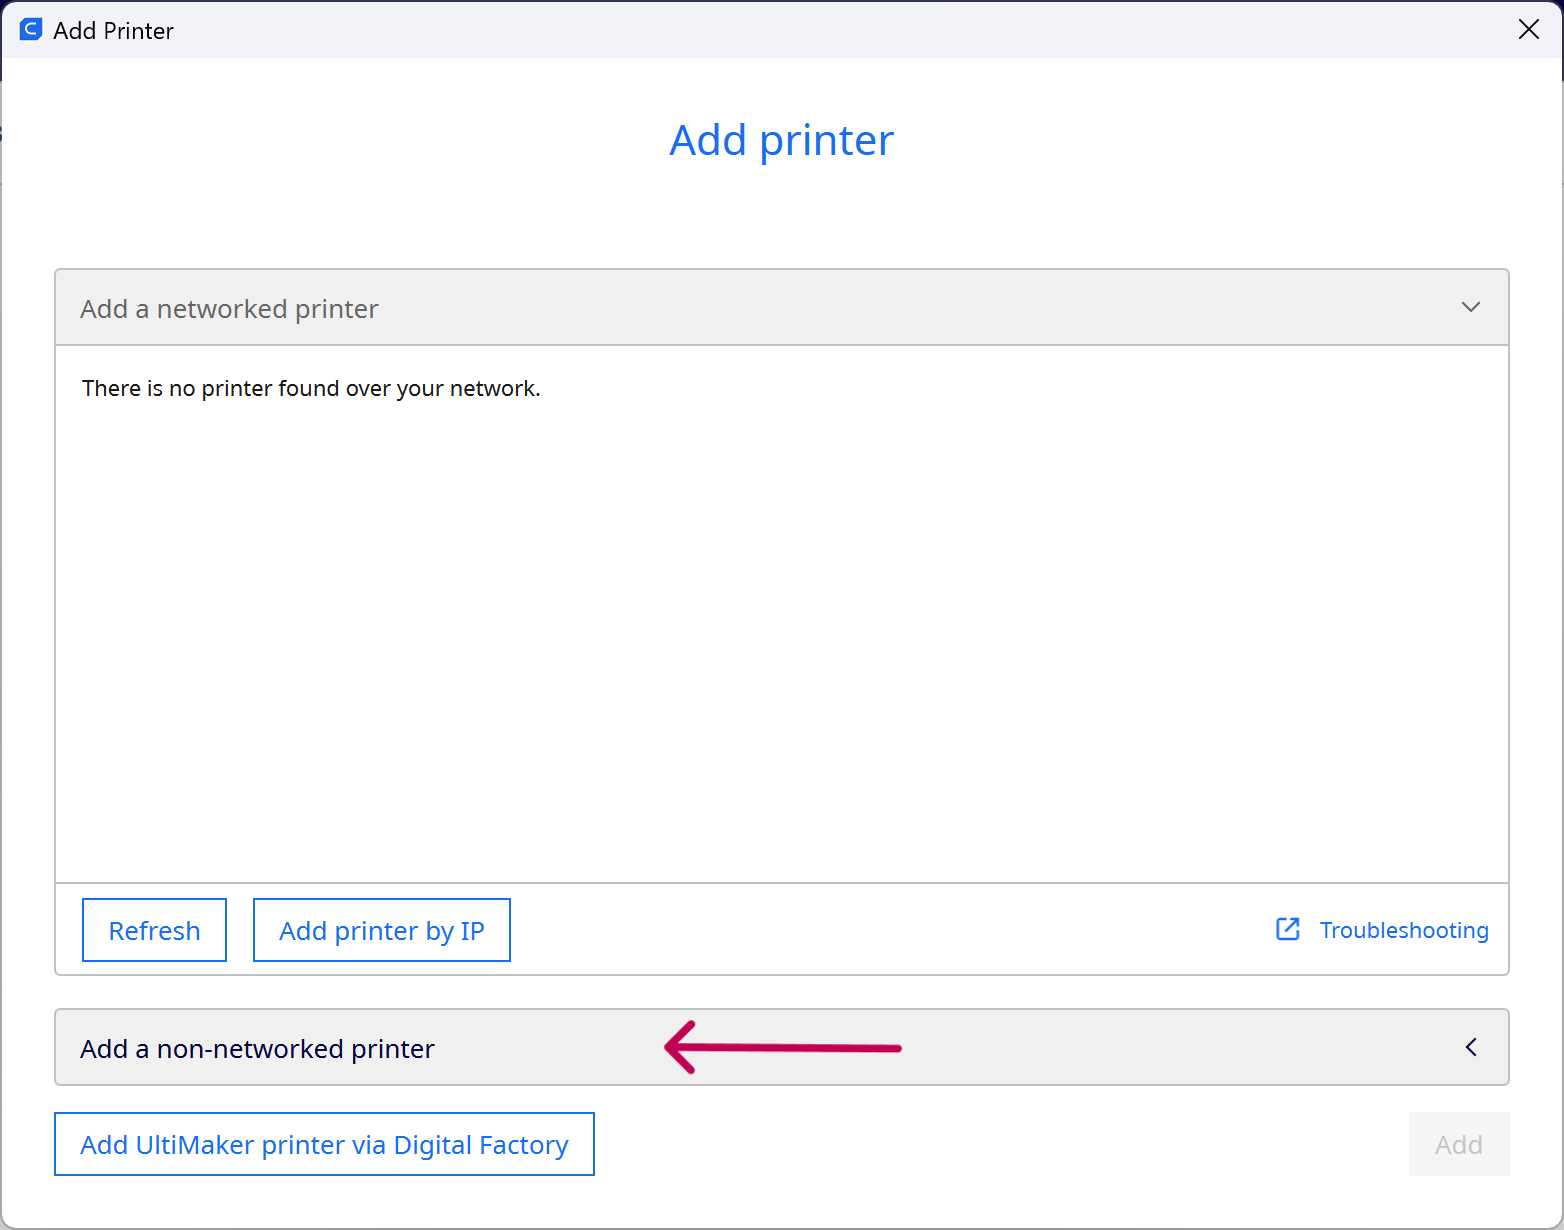 Add Printer
Add printer
Add a networked printer
There is no printer found over your network.
Refresh
Add printer by IP
Troubleshooting
Add a non-networked printer
Add UltiMaker printer via Digital Factory
Add